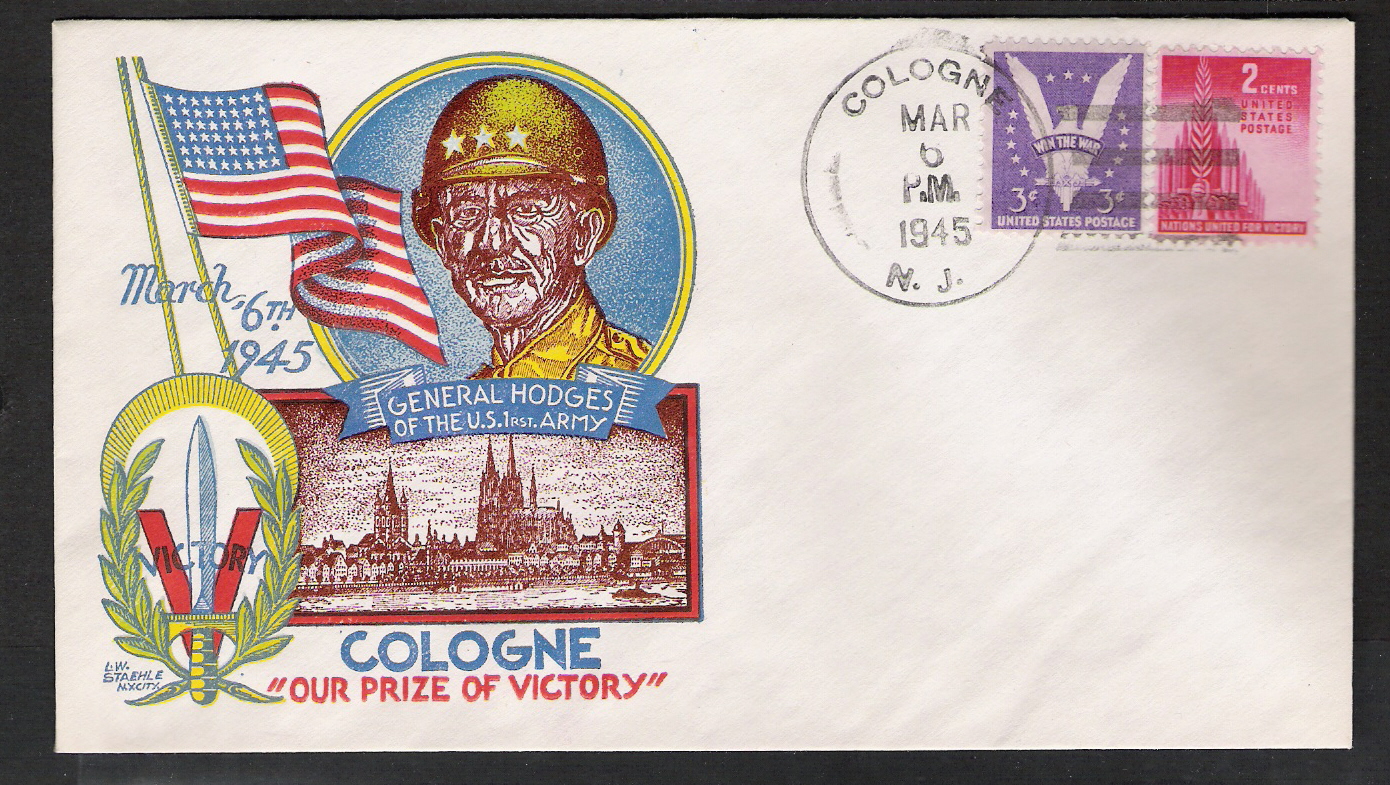 March,
6TH
1945
GENERAL HODGES
OF THE U.S. 1RST. ARMY
VICTORY
COLOGNE
"OUR PRIZE OF VICTORY"
L.W.
STAEHLE
N.Y.CITY.
COLOGNE
MAR
6
P.M.
1945
N. J.
WIN THE WAR
3¢ 3¢
UNITED STATES POSTAGE
2 CENTS
UNITED
STATES
POSTAGE
NATIONS UNITED FOR VICTORY